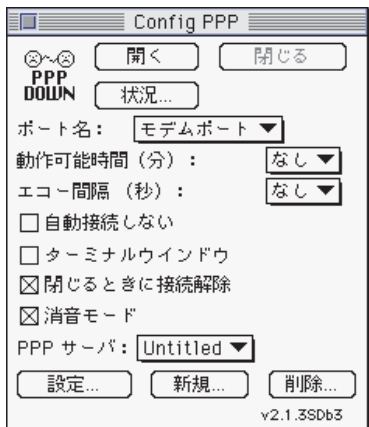 Config PPP
開く 閉じる
PPP
DOWN
状況...
ポート名： モデムポート
動作可能時間（分）： なし
エコー間隔（秒）： なし
自動接続しない
ターミナルウインドウ
閉じるときに接続解除
消音モード
PPP サーバ： Untitled
設定... 新規... 削除...
v2.1.3SDb3